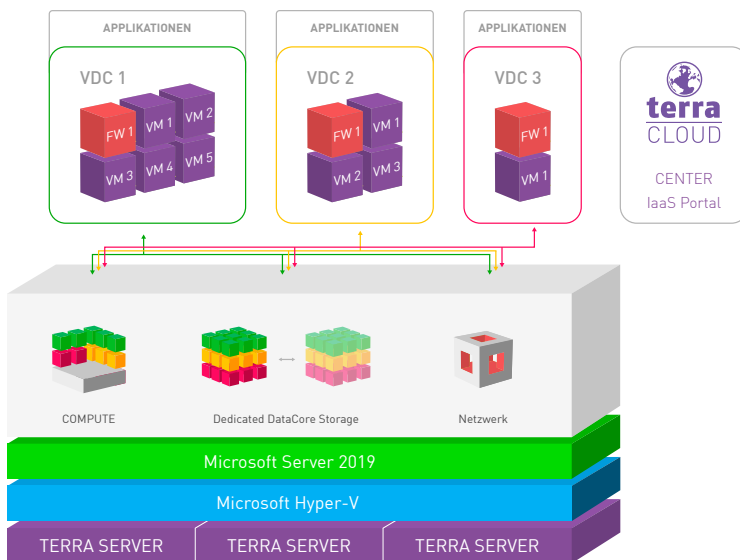 APPLIKATIONEN
APPLIKATIONEN
APPLIKATIONEN
VDC 1
VDC 2
VDC 3
FW 1
VM 1
VM 2
VM 3
VM 4
VM 5
FW 1
VM 1
VM 2
VM 3
FW 1
VM 1
terra
CLOUD
CENTER
IaaS Portal
COMPUTE
Dedicated DataCore Storage
Netzwerk
Microsoft Server 2019
Microsoft Hyper-V
TERRA SERVER
TERRA SERVER
TERRA SERVER